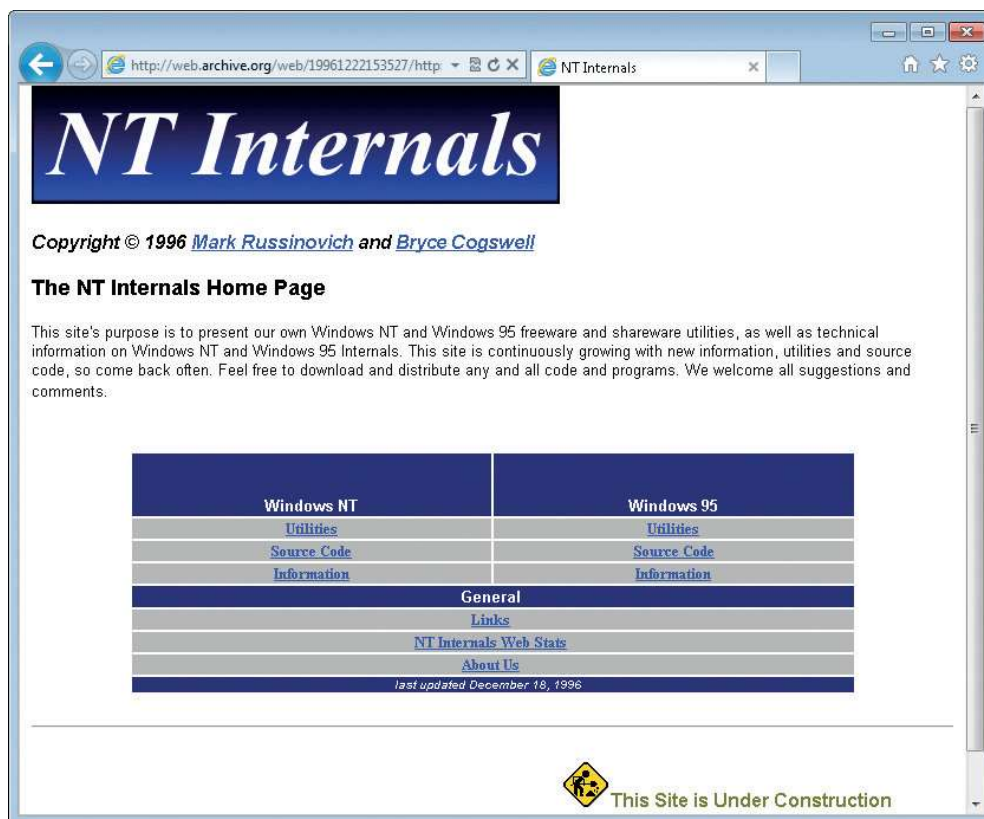 http://web.archive.org/web/19961222153527/http:
NT Internals
NT Internals
Copyright © 1996 Mark Russinovich and Bryce Cogswell
The NT Internals Home Page
This site's purpose is to present our own Windows NT and Windows 95 freeware and shareware utilities, as well as technical
information on Windows NT and Windows 95 Internals. This site is continuously growing with new information, utilities and source
code, so come back often. Feel free to download and distribute any and all code and programs. We welcome all suggestions and
comments.
Windows NT Windows 95
Utilities Utilities
Source Code Source Code
Information Information
General
Links
NT Internals Web Stats
About Us
last updated December 18, 1996
This Site is Under Construction